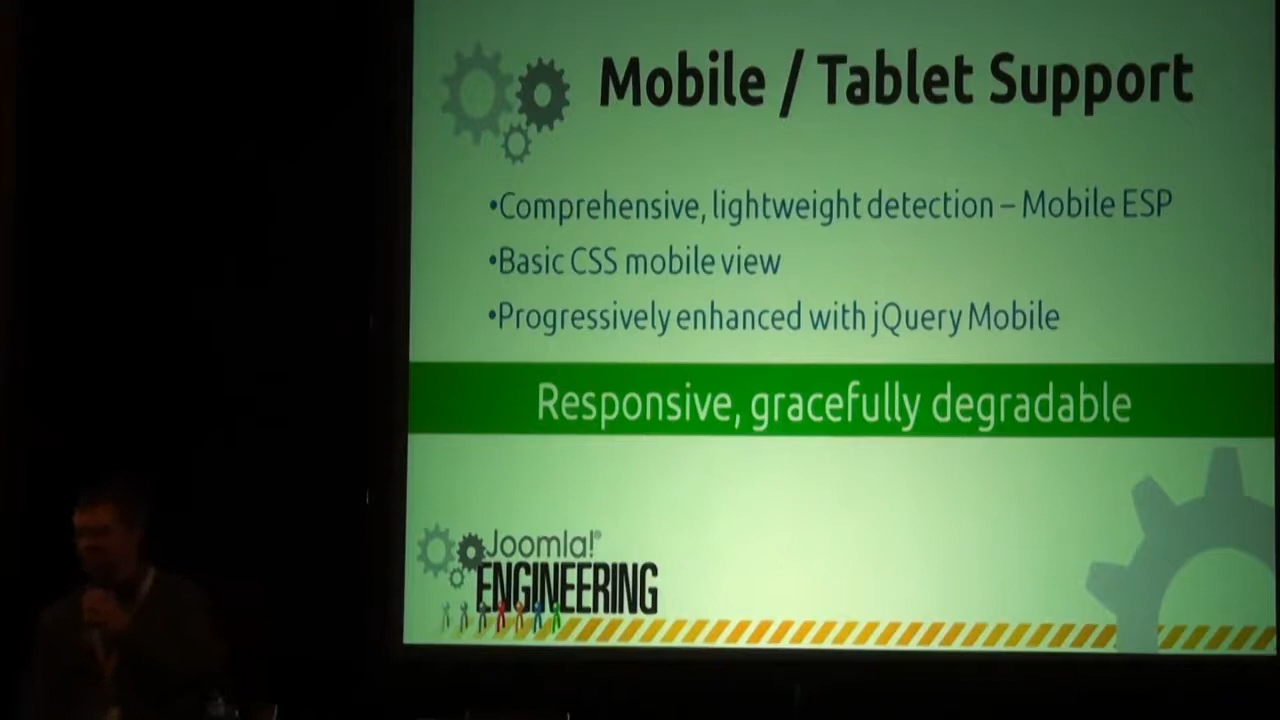 Mobile / Tablet Support
•Comprehensive, lightweight detection – Mobile ESP
•Basic CSS mobile view
•Progressively enhanced with jQuery Mobile
Responsive, gracefully degradable
Joomla!®
ENGINEERING